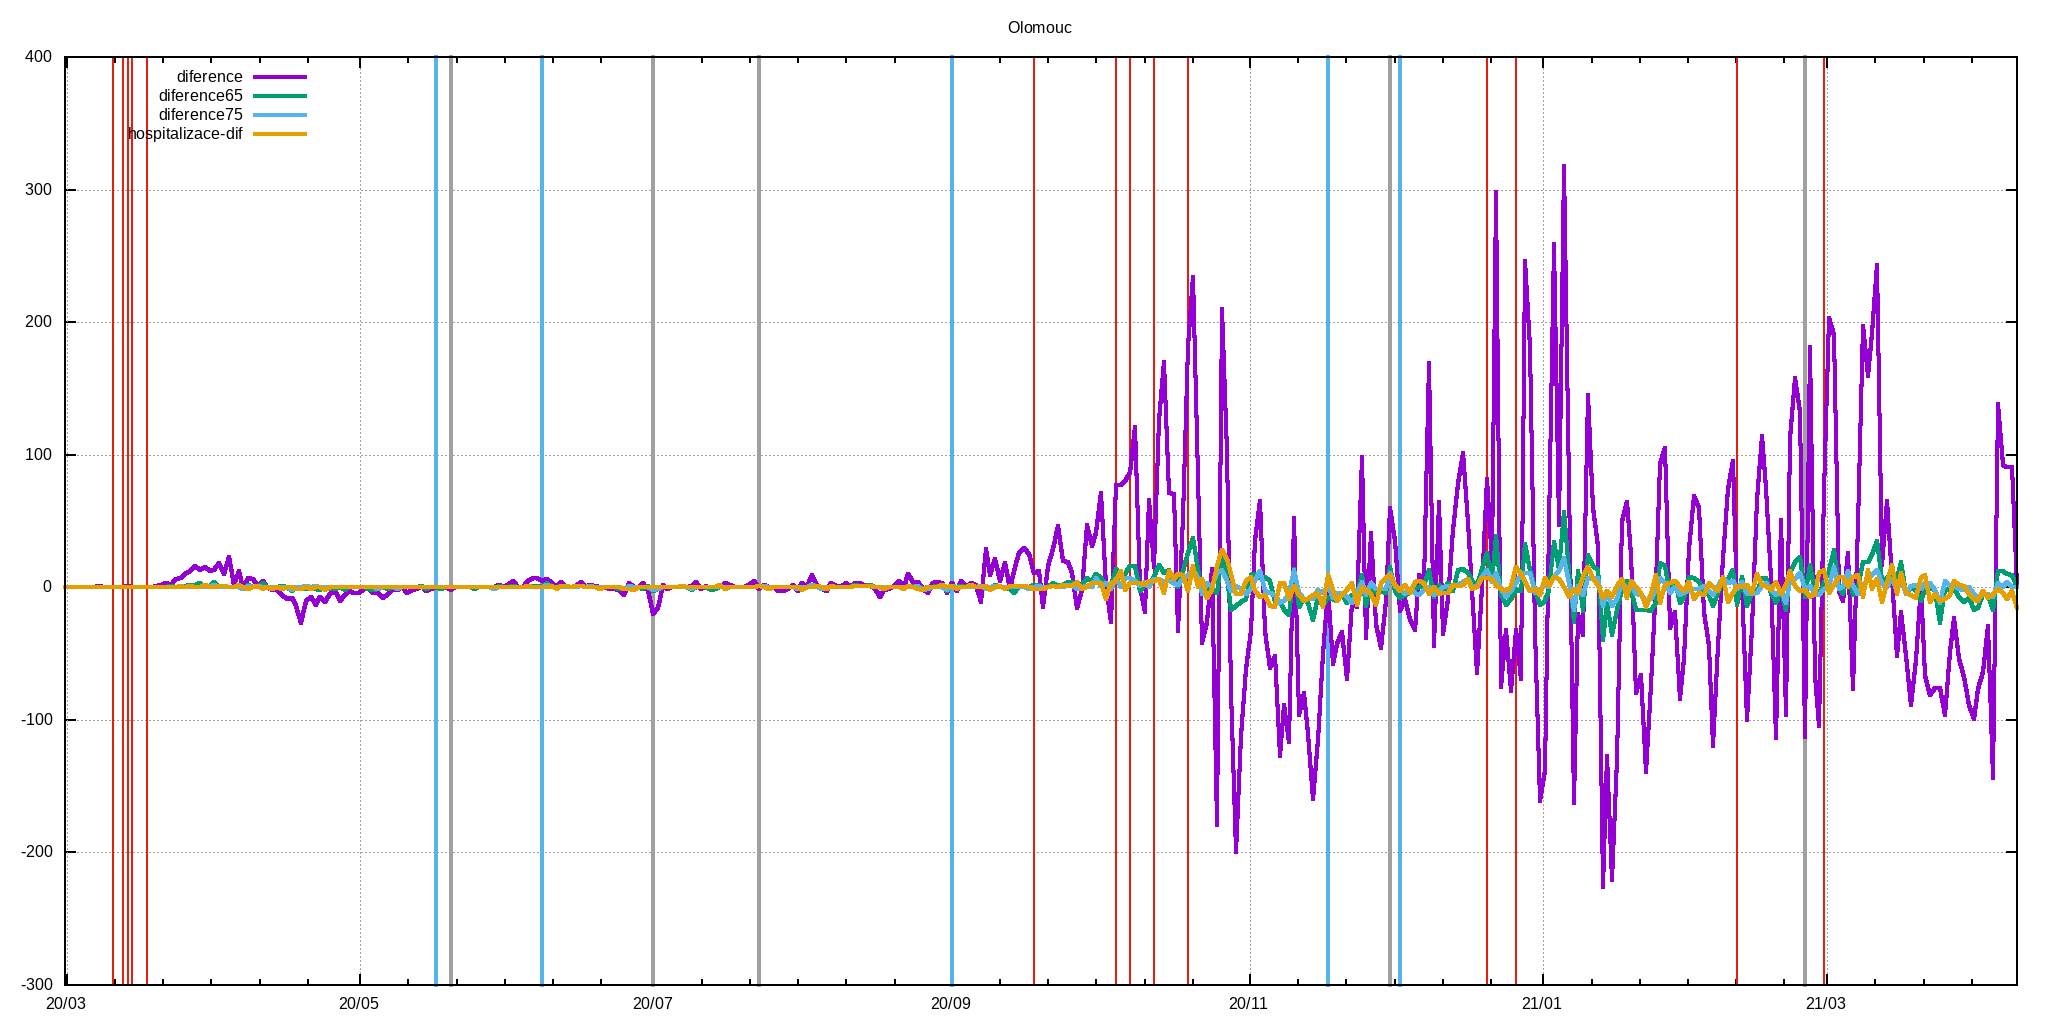 Olomouc
400
diference
diference65
diference75
hospitalizace-dif
300
200
100
0
-100
-200
-300
20/03 20/05 20/07 20/09 20/11 21/01 21/03